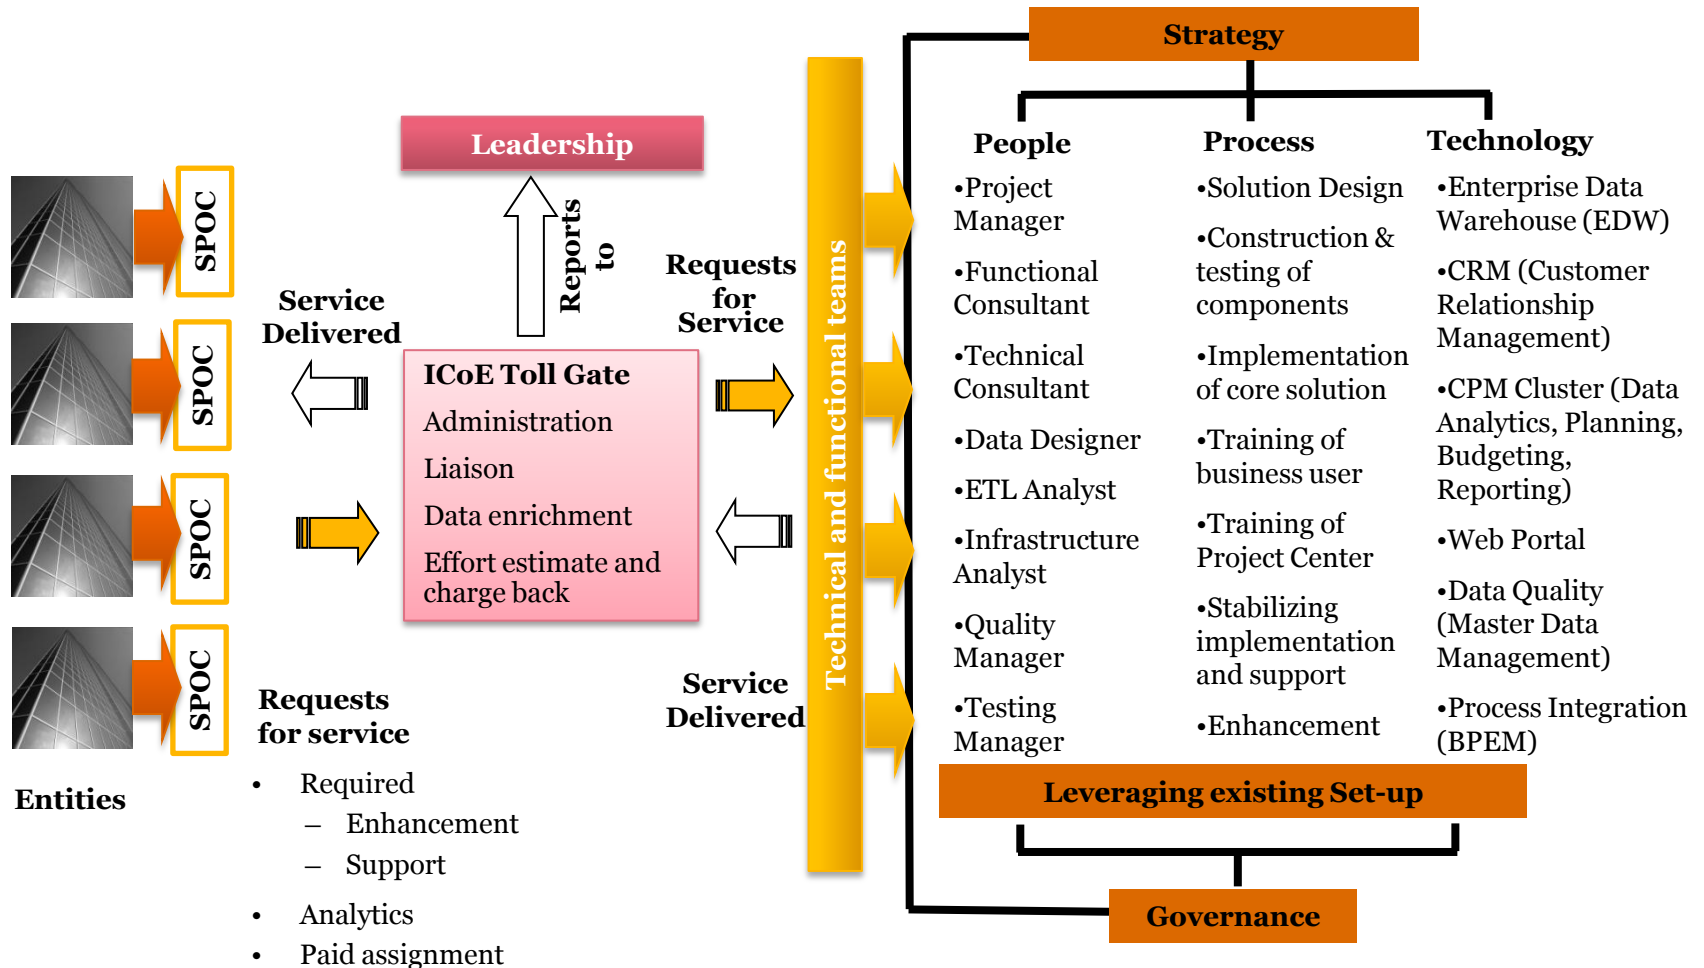 Strategy
Leadership
Reports
to
SPOC
SPOC
SPOC
SPOC
Entities
Service
Delivered
Requests
for service
• Required
– Enhancement
– Support
• Analytics
• Paid assignment
ICoE Toll Gate
Administration
Liaison
Data enrichment
Effort estimate and
charge back
Requests
for
Service
Service
Delivered
Technical and functional teams
People
•Project
Manager
•Functional
Consultant
•Technical
Consultant
•Data Designer
•ETL Analyst
•Infrastructure
Analyst
•Quality
Manager
•Testing
Manager
Process
•Solution Design
•Construction &
testing of
components
•Implementation
of core solution
•Training of
business user
•Training of
Project Center
•Stabilizing
implementation
and support
•Enhancement
Technology
•Enterprise Data
Warehouse (EDW)
•CRM (Customer
Relationship
Management)
•CPM Cluster (Data
Analytics, Planning,
Budgeting,
Reporting)
•Web Portal
•Data Quality
(Master Data
Management)
•Process Integration
(BPEM)
Leveraging existing Set-up
Governance